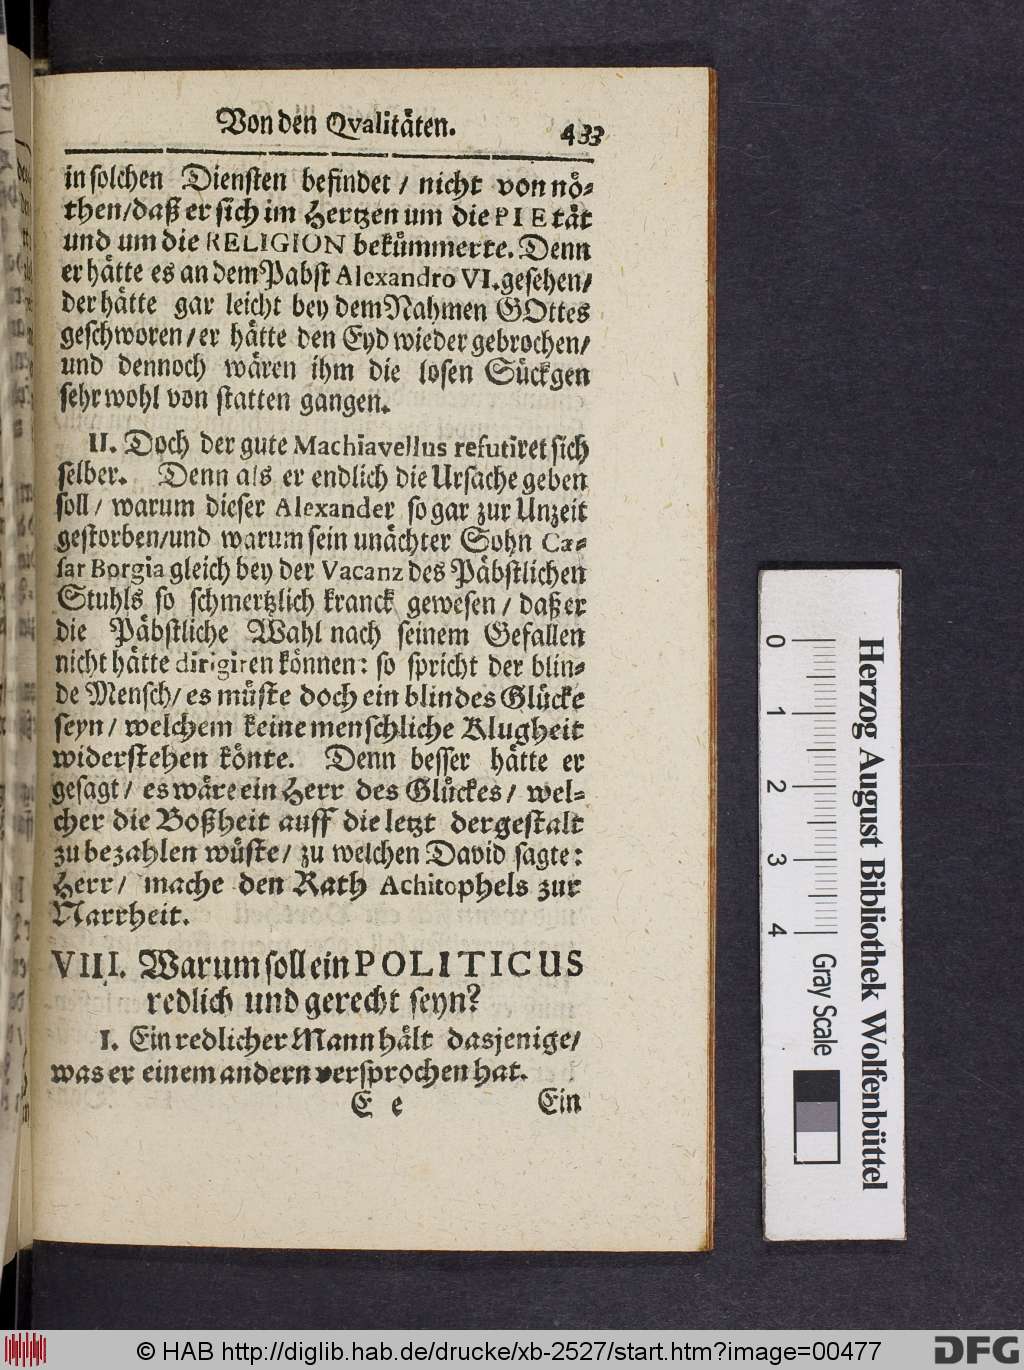 Von den Qvalitäten. 433
in solchen Diensten befindet / nicht von nö-
then/daß er sich im Hertzen um die PIEtät
und um die RELIGION bekümmerte. Denn
er hätte es an dem Pabst Alexandro VI. gesehen/
der hätte gar leicht bey dem Nahmen GOttes
geschworen/er hätte den Eyd wieder gebrochen/
und dennoch wären ihm die losen Sückgen
sehr wohl von statten gangen.
II. Doch der gute Machiavellus refutiret sich
selber. Denn als er endlich die Ursache geben
soll/ warum dieser Alexander so gar zur Unzeit
gestorben/und warum sein unächter Sohn Cæ-
sar Borgia gleich bey der Vacanz des Päbstlichen
Stuhls so schmertzlich kranck gewesen / daß er
die Päbstliche Wahl nach seinem Gefallen
nicht hätte dirigiren können: so spricht der blin-
de Mensch/ es müste doch ein blindes Glücke
seyn/ welchem keine menschliche Klugheit
widerstehen könte. Denn besser hätte er
gesagt/ es wäre ein Herr des Glückes/ wel-
cher die Boßheit auff die letzt dergestalt
zu bezahlen wüste/ zu welchen David sagte:
Herr/ mache den Rath Achitophels zur
Narrheit.
VIII. Warum soll ein POLITICUS
redlich und gerecht seyn?
I. Ein redlicher Mann hält dasjenige/
was er einem andern versprochen hat.
E e Ein
Herzog August Bibliothek Wolfenbüttel
0 1 2 3 4 Gray Scale
© HAB http://diglib.hab.de/drucke/xb-2527/start.htm?image=00477
DFG